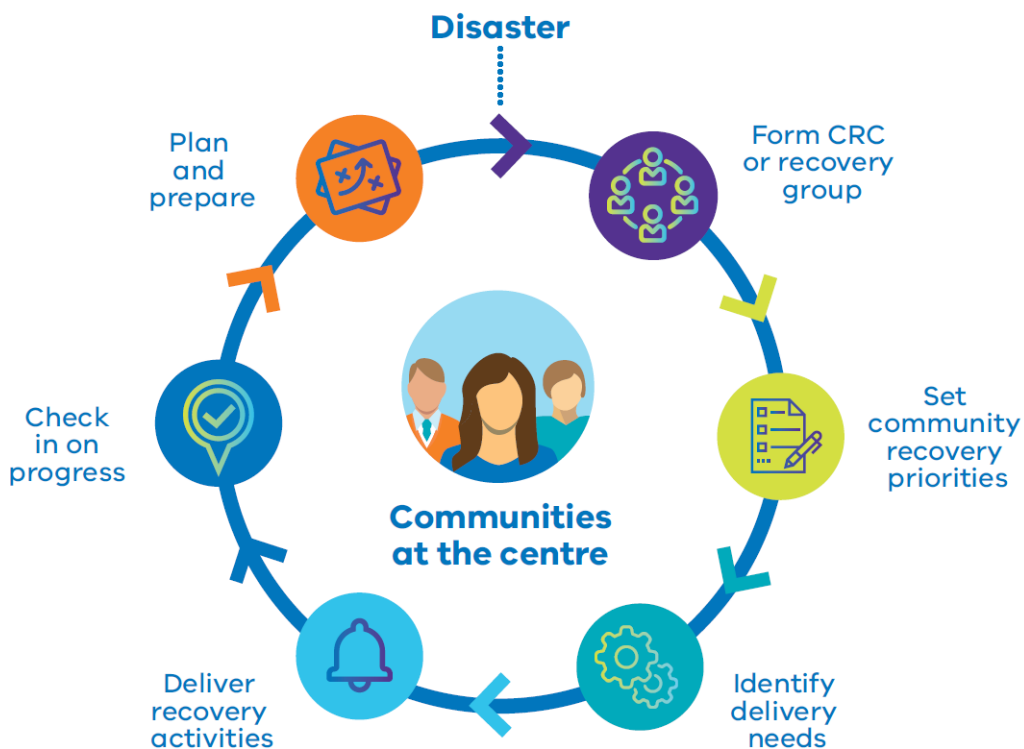 Disaster
Form CRC
or recovery
group
Set
community
recovery
priorities
Identify
delivery
needs
Deliver
recovery
activities
Check
in on
progress
Plan
and
prepare
Communities
at the centre